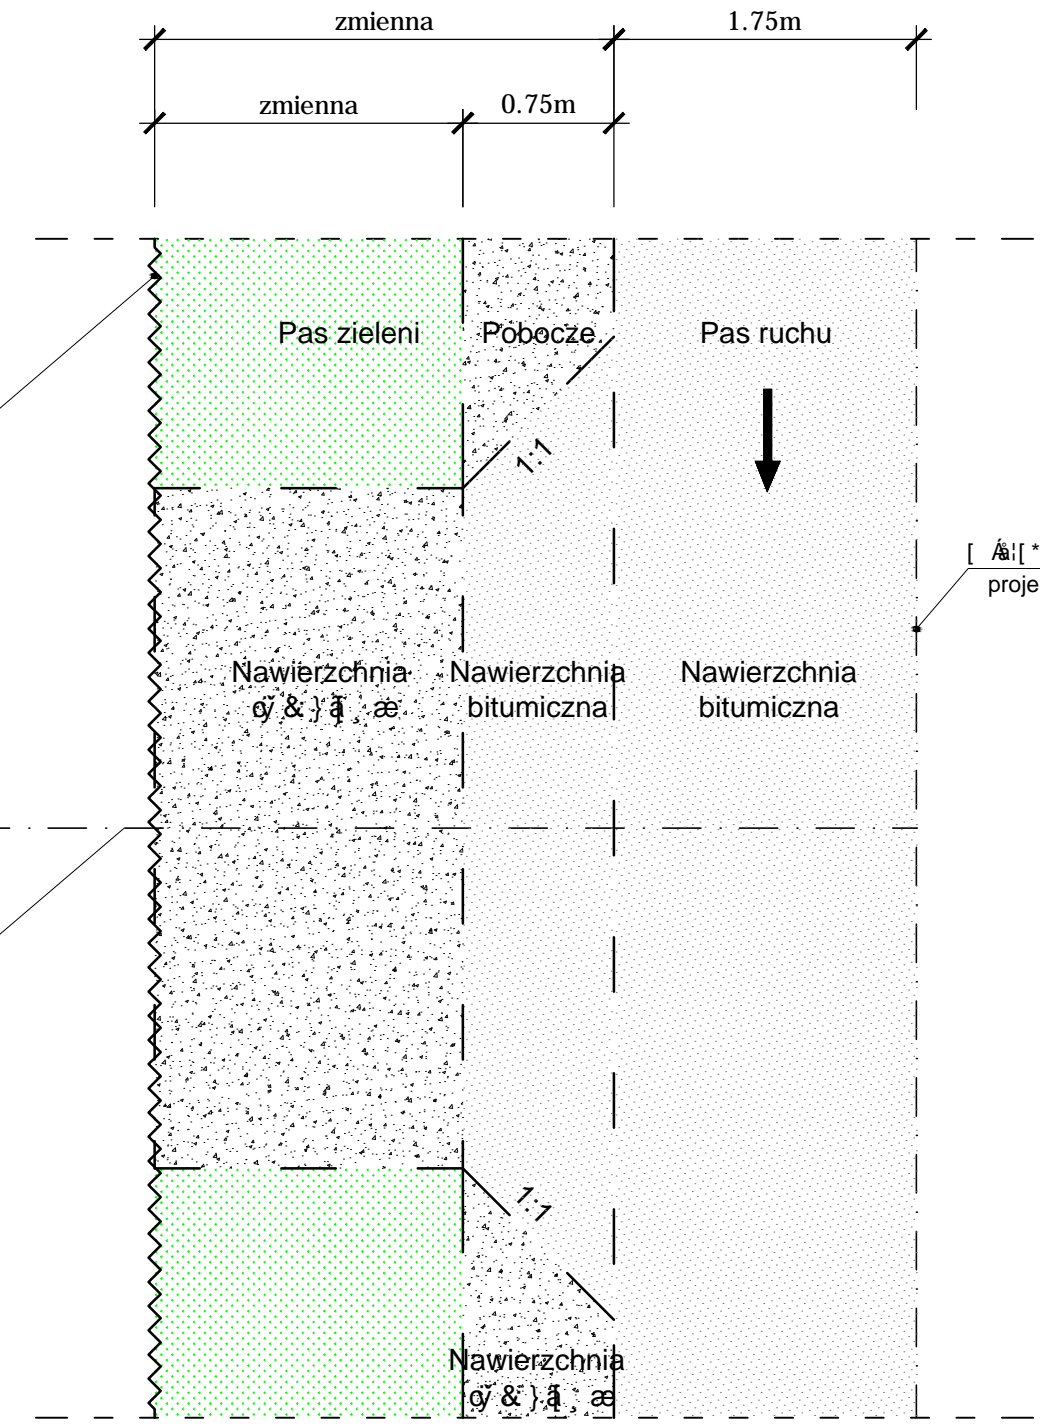 zmienna
1.75m
zmienna
0.75m
Pas zieleni
Pobocze
Pas ruchu
1:1
proje
Nawierzchnia
Nawierzchnia
bitumiczna
Nawierzchnia
bitumiczna
1:1
Nawierzchnia